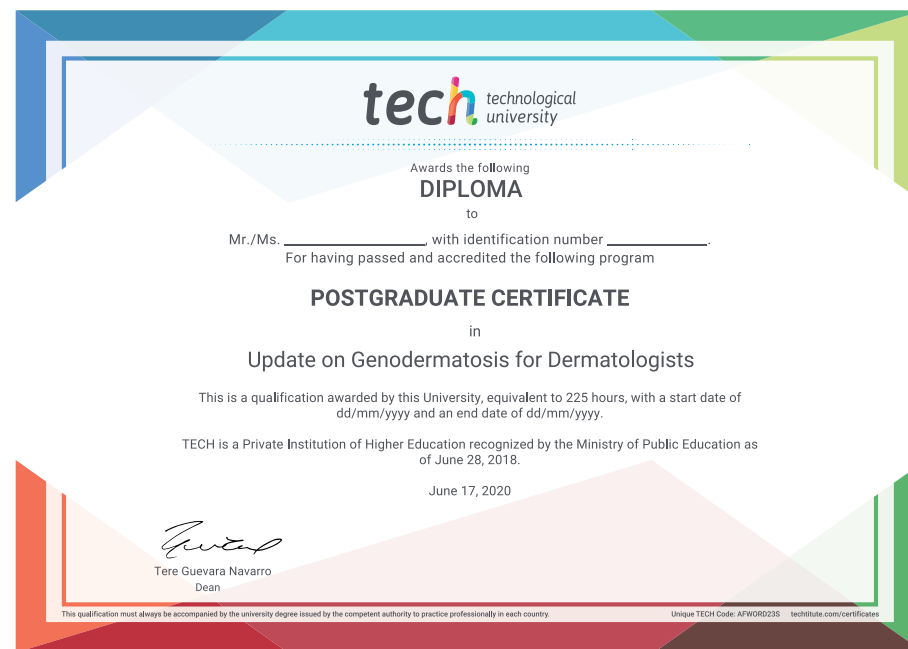 tech technological
university
Awards the following
DIPLOMA
to
Mr./Ms. ____________, with identification number ____________.
For having passed and accredited the following program
POSTGRADUATE CERTIFICATE
in
Update on Genodermatosis for Dermatologists
This is a qualification awarded by this University, equivalent to 225 hours, with a start date of
dd/mm/yyyy and an end date of dd/mm/yyyy.
TECH is a Private Institution of Higher Education recognized by the Ministry of Public Education as
of June 28, 2018.
June 17, 2020
Tere Guevara Navarro
Dean
This qualification must always be accompanied by the university degree issued by the competent authority to practice professionally in each country. Unique TECH Code: AFWORD23S techtitute.com/certificates